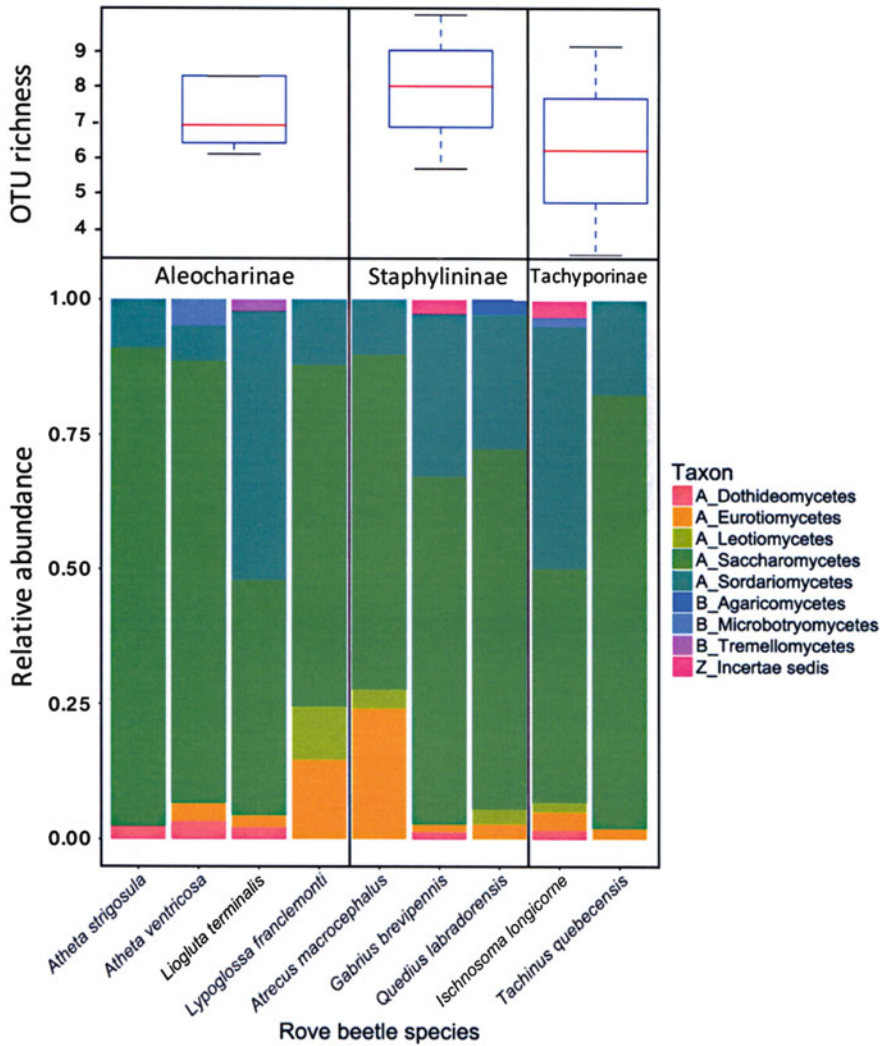 OTU richness
9
8
7
6
5
4
Aleocharinae
Staphylininae
Tachyporinae
Relative abundance
1.00
0.75
0.50
0.25
0.00
Taxon
A_Dothideomycetes
A_Eurotiomycetes
A_Leotiomycetes
A_Saccharomycetes
A_Sordariomycetes
B_Agaricomycetes
B_Microbotryomycetes
B_Tremellomycetes
Z_Incertae sedis
Atheta strigosula
Atheta ventricosa
Liogluta terminalis
Lypoglossa franclemonti
Atrecus macrocephalus
Gabrius brevipennis
Quedius labradorensis
Ischnosoma longicorne
Tachinus quebecensis
Rove beetle species